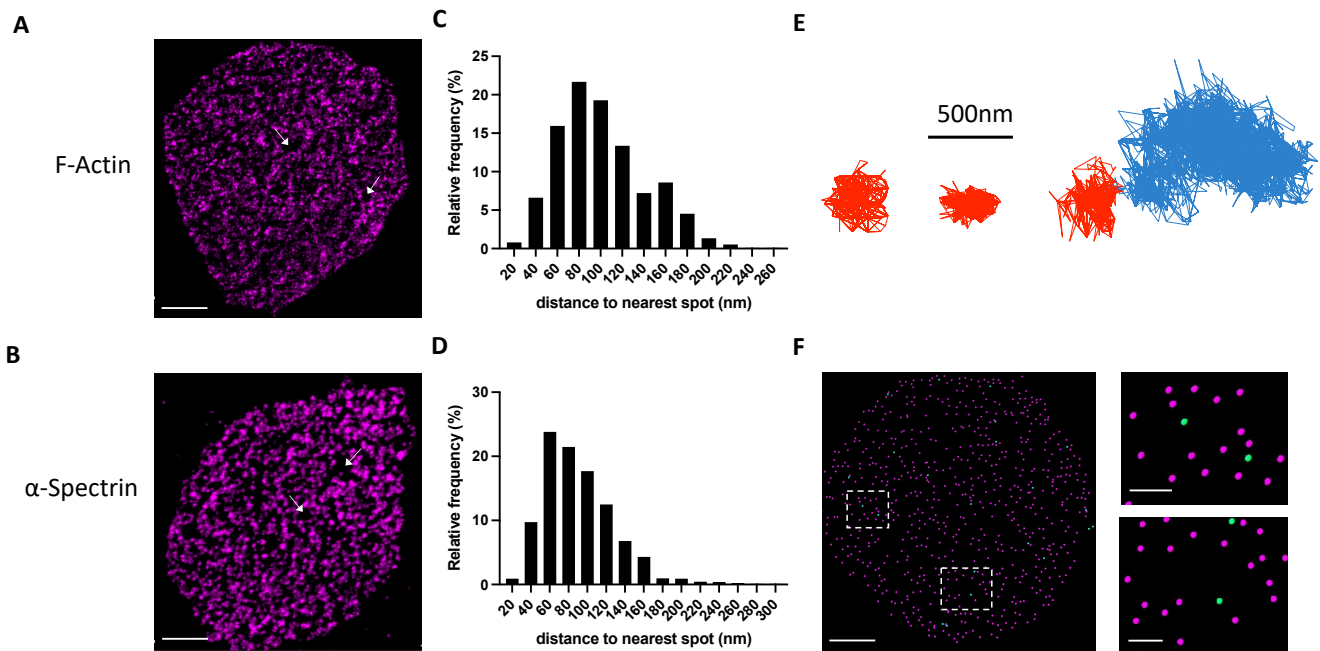 A
F-Actin
B
α-Spectrin
C
Relative frequency (%)
25
20
15
10
5
0
20 40 60 80 100 120 140 160 180 200 220 240 260
distance to nearest spot (nm)
D
Relative frequency (%)
30
20
10
0
20 40 60 80 100 120 140 160 180 200 220 240 260 280 300
distance to nearest spot (nm)
E
500nm
F